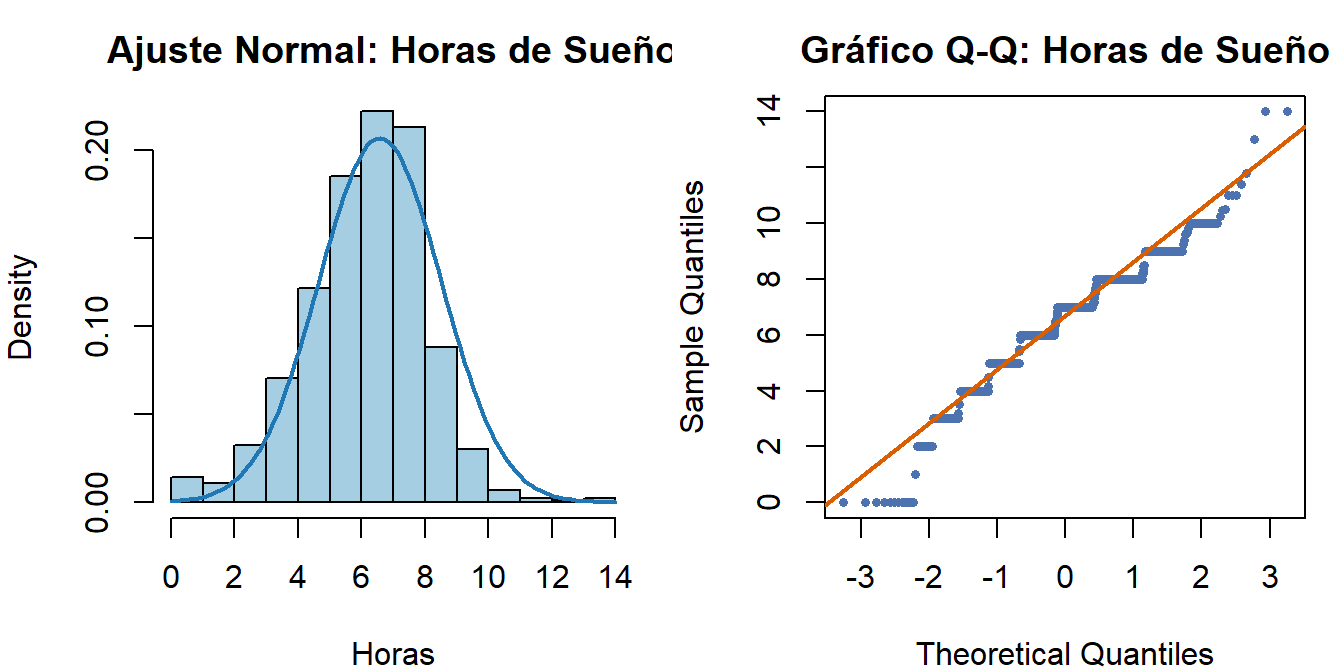 Ajuste Normal: Horas de Sueño
Density
0.20
0.10
0.00
0 2 4 6 8 10 12 14
Horas
Gráfico Q-Q: Horas de Sueño
Sample Quantiles
14
10
8
6
4
2
0
-3 -2 -1 0 1 2 3
Theoretical Quantiles